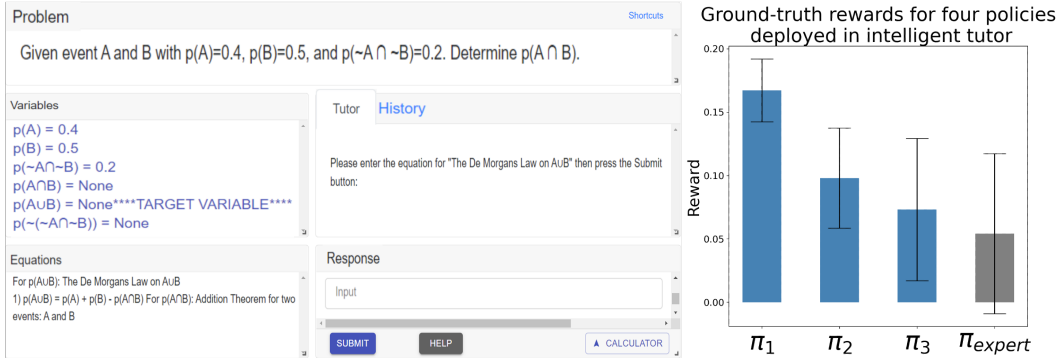 Problem
Shortcuts
Given event A and B with p(A)=0.4, p(B)=0.5, and p(~A ∩ ~B)=0.2. Determine p(A ∩ B).
Variables
p(A) = 0.4
p(B) = 0.5
p(~A∩~B) = 0.2
p(A∩B) = None
p(A∪B) = None****TARGET VARIABLE****
p(~(~A∩~B)) = None
Tutor
History
Please enter the equation for "The De Morgans Law on A∪B" then press the Submit
button:
Equations
For p(A∪B): The De Morgans Law on A∪B
1) p(A∪B) = p(A) + p(B) - p(A∩B) For p(A∩B): Addition Theorem for two
events: A and B
Response
Input
SUBMIT
HELP
CALCULATOR
Ground-truth rewards for four policies
deployed in intelligent tutor
Reward
0.20
0.15
0.10
0.05
0.00
π1
π2
π3
πexpert